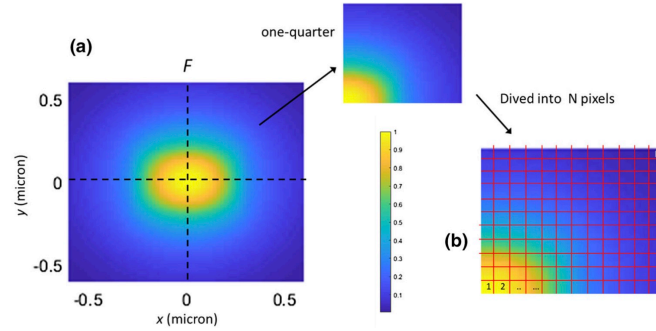 (a)
F
one-quarter
Dived into N pixels
0.5
0
-0.5
y (micron)
-0.5 0 0.5
x (micron)
1
0.9
0.8
0.7
0.6
0.5
0.4
0.3
0.2
0.1
(b)
1 2 .. ...